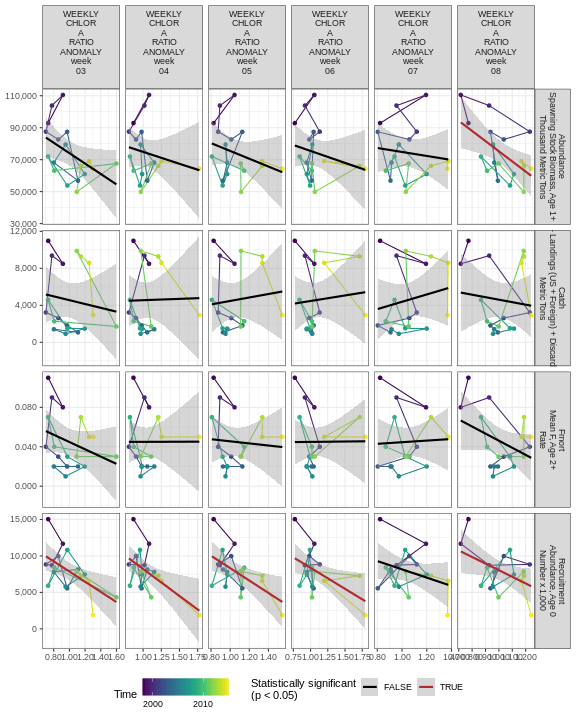 WEEKLY
CHLOR
A
RATIO
ANOMALY
week
03
WEEKLY
CHLOR
A
RATIO
ANOMALY
week
04
WEEKLY
CHLOR
A
RATIO
ANOMALY
week
05
WEEKLY
CHLOR
A
RATIO
ANOMALY
week
06
WEEKLY
CHLOR
A
RATIO
ANOMALY
week
07
WEEKLY
CHLOR
A
RATIO
ANOMALY
week
08
110,000
90,000
70,000
50,000
30,000
Abundance
Spawning Stock Biomass, Age 1+
Thousand Metric Tons
12,000
8,000
4,000
0
Catch
Landings (US + Foreign) + Discard
Metric Tons
0.080
0.040
0.000
Fmort
Mean F, Age 2+
Rate
15,000
10,000
5,000
0
Recruitment
Abundance, Age 0
Number x 1,000
0.80 1.00 1.20 1.40 1.60
1.00 1.25 1.50 1.75
0.80 1.00 1.20 1.40
0.75 1.00 1.25 1.50 1.75
0.80 1.00 1.20
Time
2000 2010
Statistically significant
(p < 0.05)
FALSE
TRUE